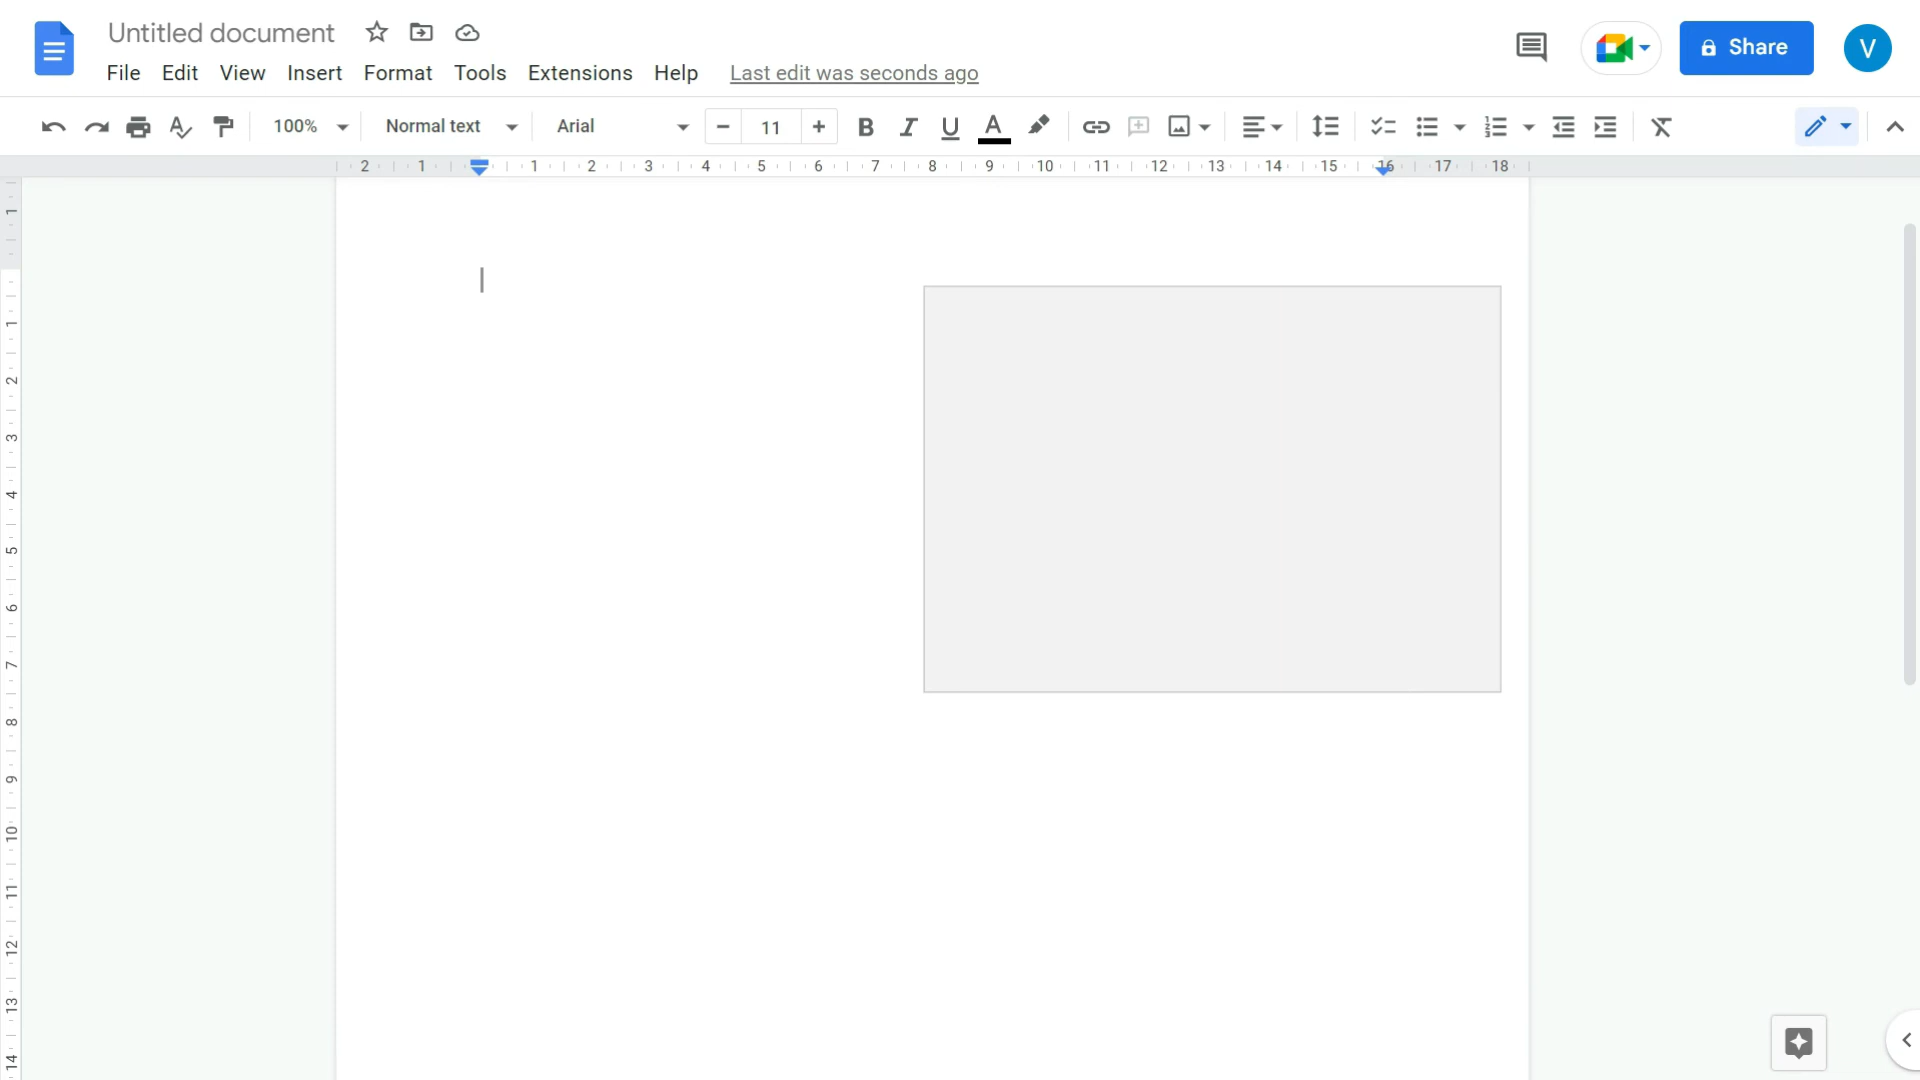 Untitled document
Share
V
File Edit View Insert Format Tools Extensions Help Last edit was seconds ago
100% Normal text Arial − 11 + B I U A
2 1 1 2 3 4 5 6 7 8 9 10 11 12 13 14 15 16 17 18
1
1
2
3
4
5
6
7
8
9
10
11
12
13
14